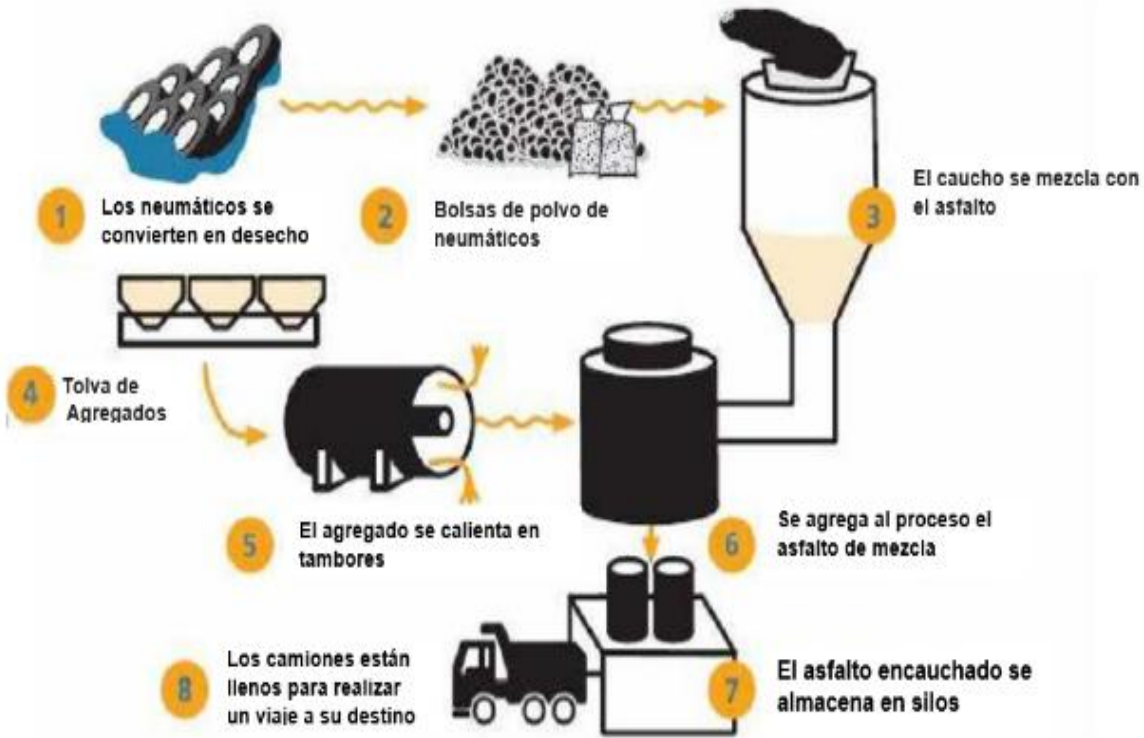 1
Los neumáticos se
convierten en desecho
2
Bolsas de polvo de
neumáticos
3
El caucho se mezcla con
el asfalto
4
Tolva de
Agregados
5
El agregado se calienta en
tambores
6
Se agrega al proceso el
asfalto de mezcla
7
El asfalto encauchado se
almacena en silos
8
Los camiones están
llenos para realizar
un viaje a su destino